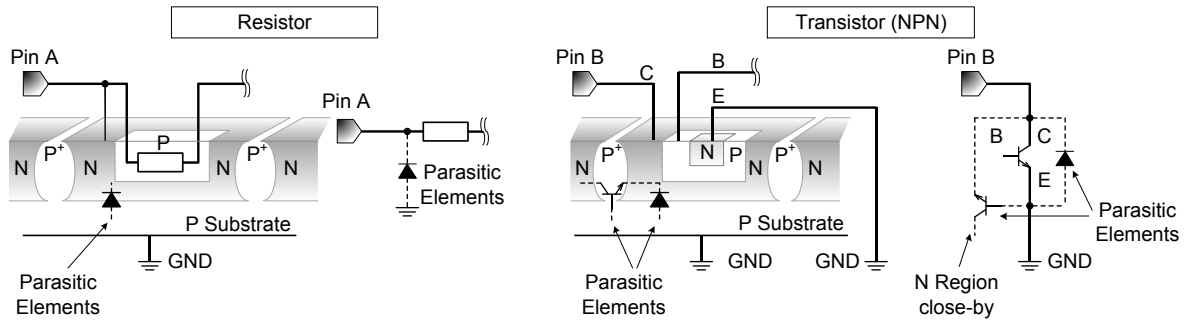 Resistor
Transistor (NPN)
Pin A
Pin A
N
P+
N
P
P+
N
N
Parasitic
Elements
P Substrate
GND
Parasitic
Elements
Pin B
C
B
E
N
P+
N
N
P
P+
N
N
P Substrate
GND
GND
Parasitic
Elements
Pin B
B
C
E
Parasitic
Elements
GND
N Region
close-by